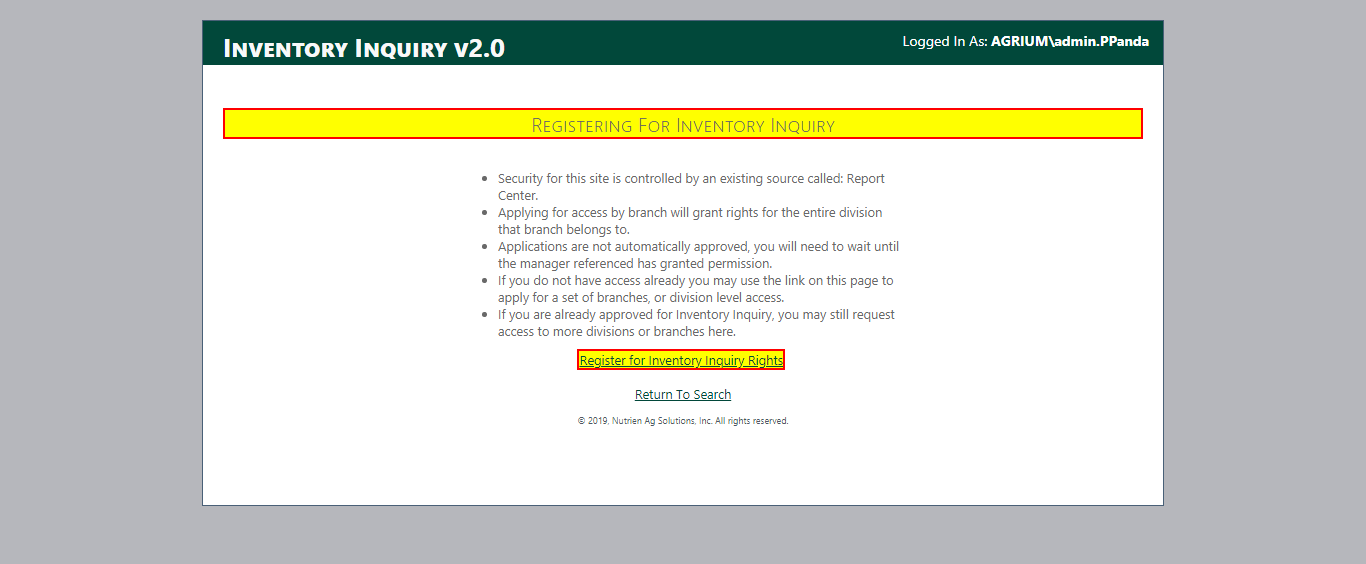 Inventory Inquiry v2.0
Logged In As: AGRIUM\admin.PPanda
Registering For Inventory Inquiry
• Security for this site is controlled by an existing source called: Report
Center.
• Applying for access by branch will grant rights for the entire division
that branch belongs to.
• Applications are not automatically approved, you will need to wait until
the manager referenced has granted permission.
• If you do not have access already you may use the link on this page to
apply for a set of branches, or division level access.
• If you are already approved for Inventory Inquiry, you may still request
access to more divisions or branches here.
Register for Inventory Inquiry Rights
Return To Search
© 2019, Nutrien Ag Solutions, Inc. All rights reserved.